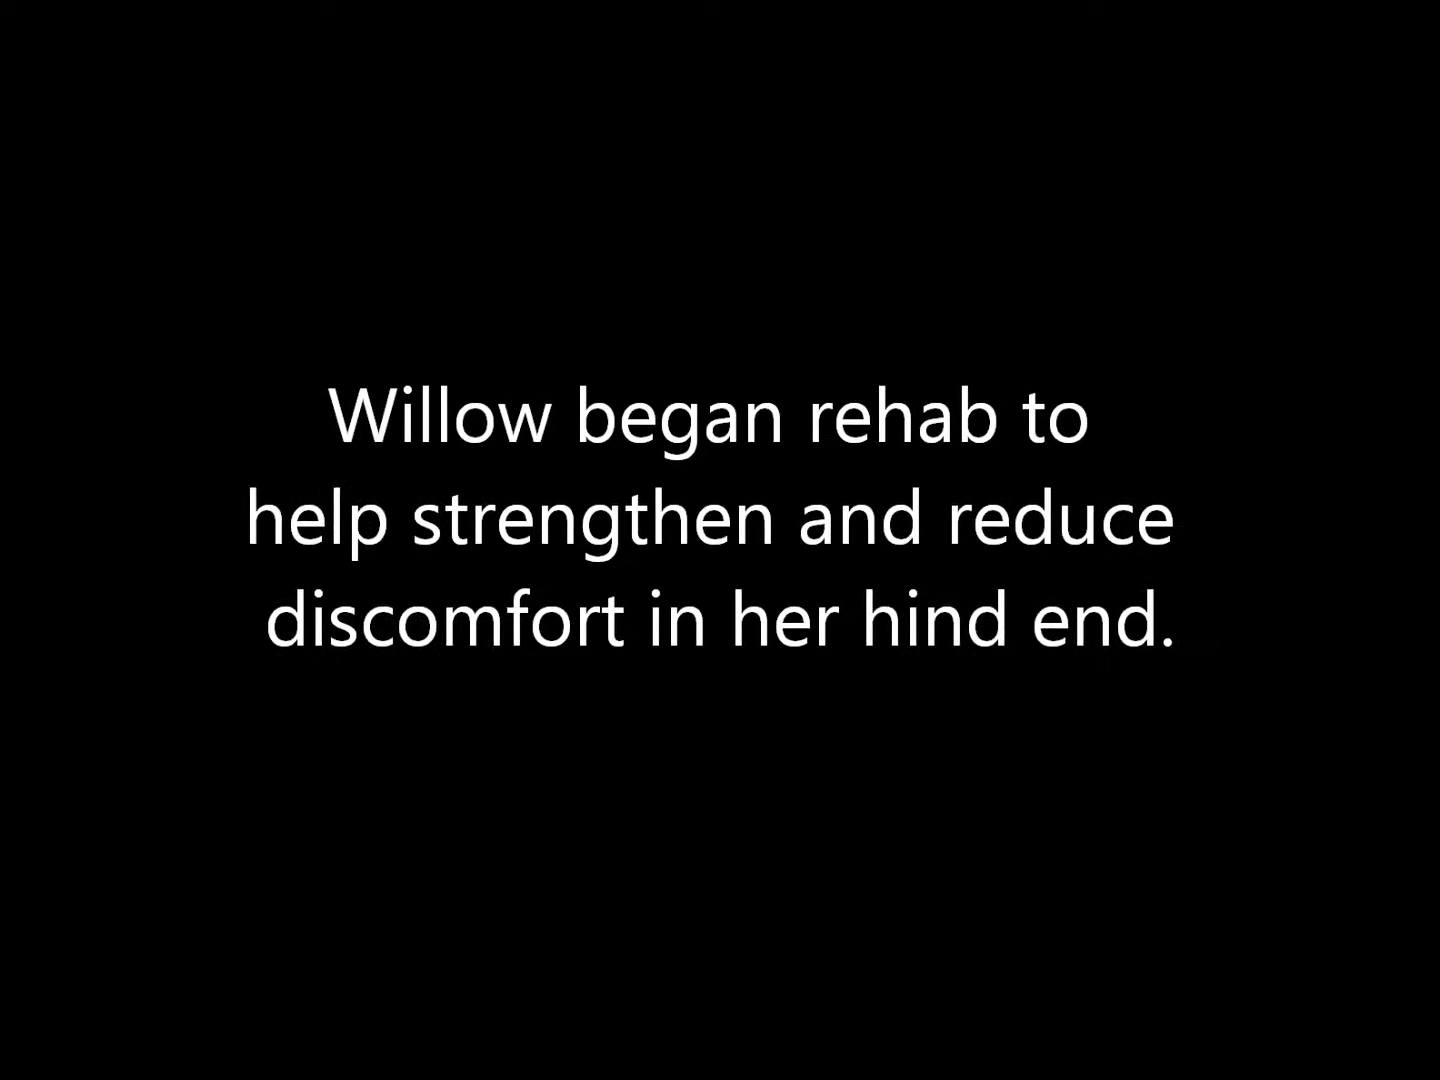 Willow began rehab to
help strengthen and reduce
discomfort in her hind end.